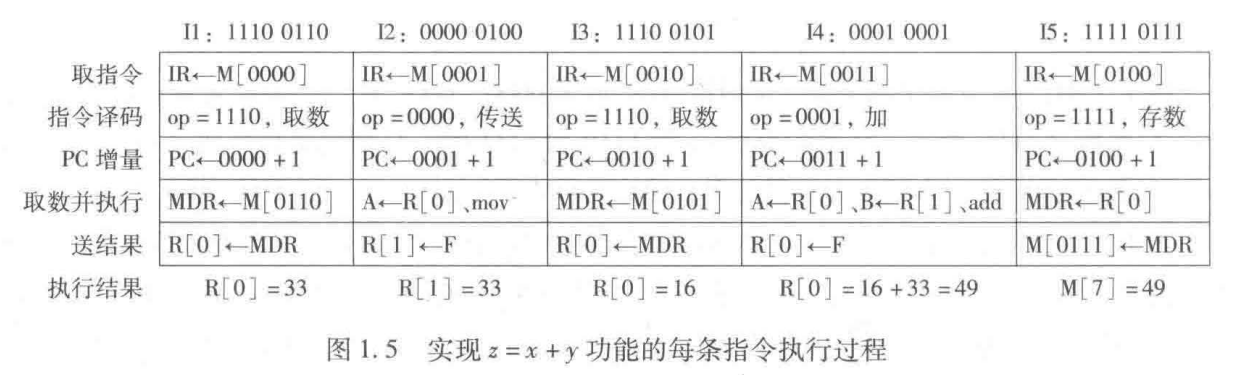 I1：1110 0110 I2：0000 0100 I3：1110 0101 I4：0001 0001 I5：1111 0111
取指令 IR←M[0000] IR←M[0001] IR←M[0010] IR←M[0011] IR←M[0100]
指令译码 op=1110，取数 op=0000，传送 op=1110，取数 op=0001，加 op=1111，存数
PC 增量 PC←0000+1 PC←0001+1 PC←0010+1 PC←0011+1 PC←0100+1
取数并执行 MDR←M[0110] A←R[0]、mov MDR←M[0101] A←R[0]、B←R[1]、add MDR←R[0]
送结果 R[0]←MDR R[1]←F R[0]←MDR R[0]←F M[0111]←MDR
执行结果 R[0]=33 R[1]=33 R[0]=16 R[0]=16+33=49 M[7]=49
图 1.5 实现 z=x+y 功能的每条指令执行过程